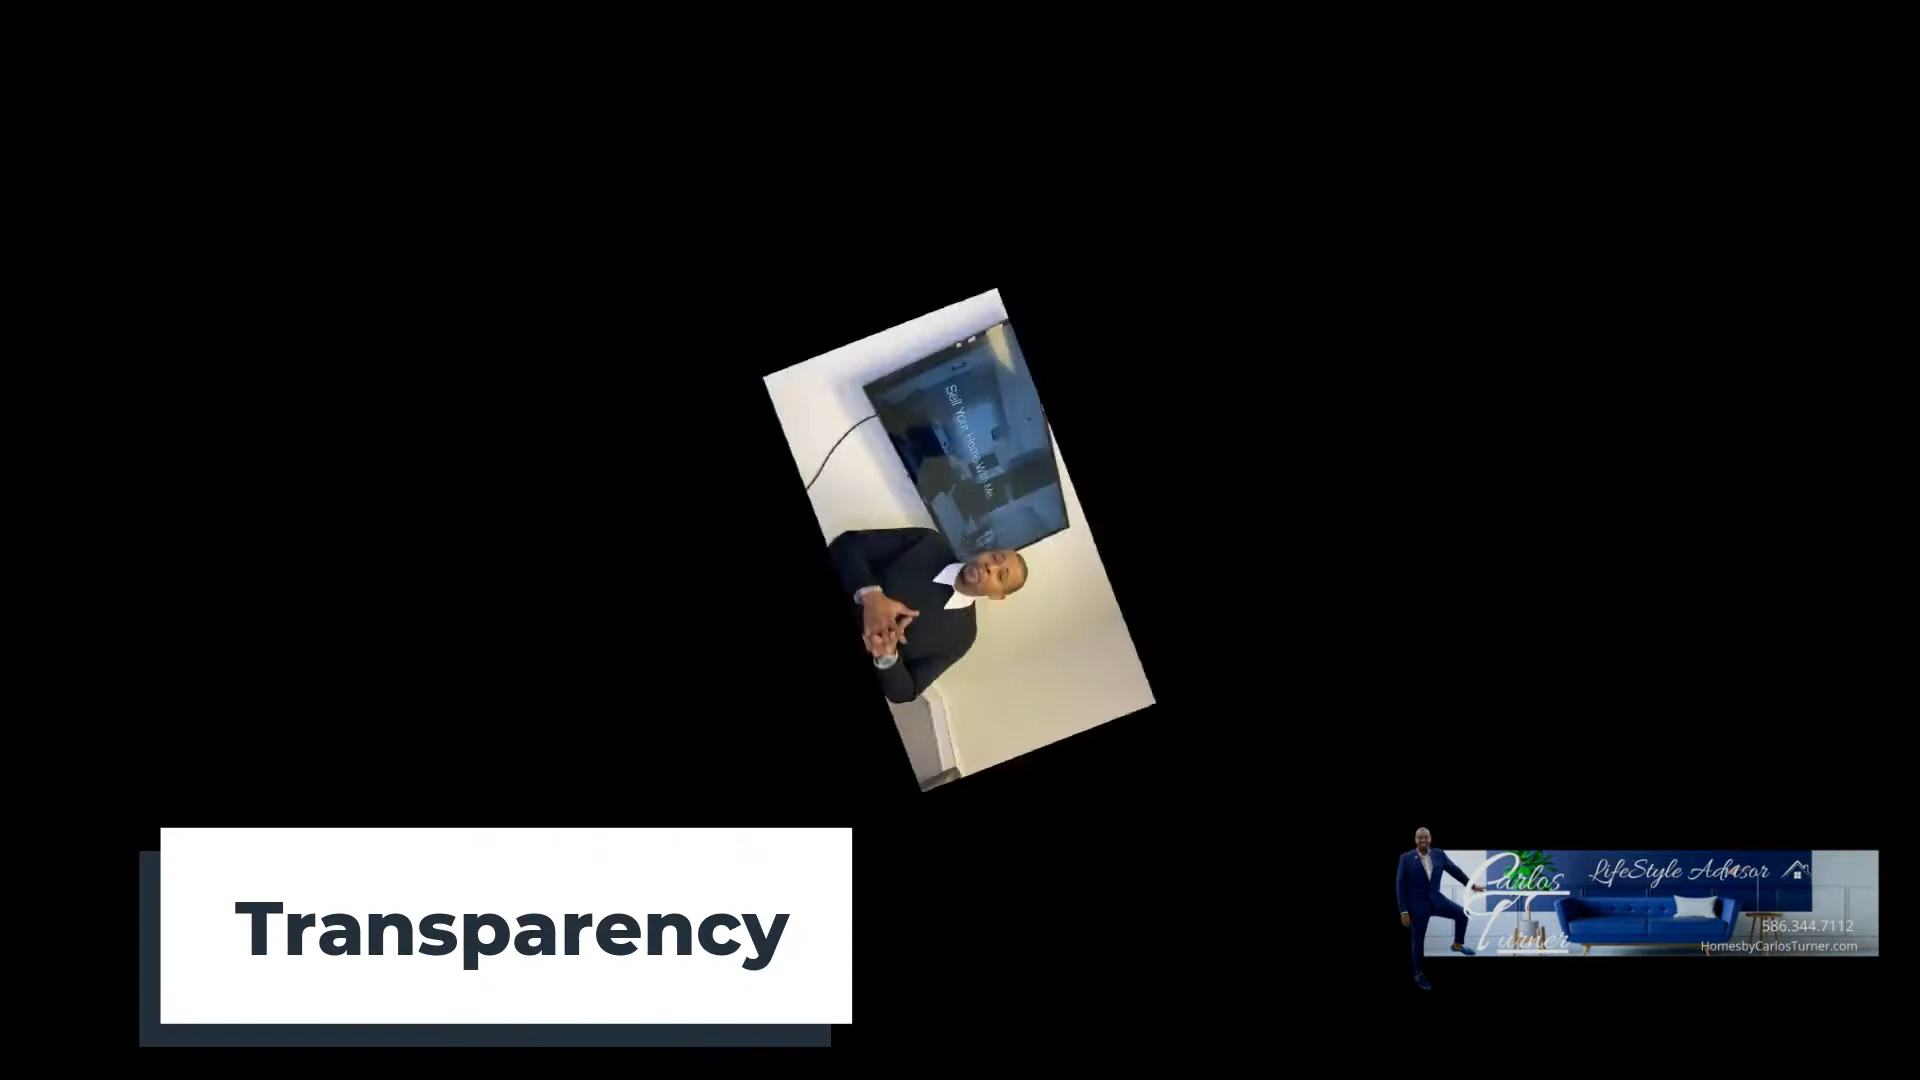 Sell Your Home With Me
Transparency
Carlos
Turner
LifeStyle Advisor
586.344.7112
HomesbyCarlosTurner.com